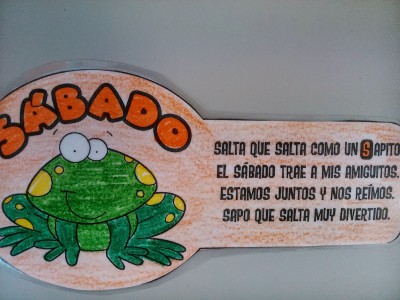 SÁBADO
SALTA QUE SALTA COMO UN SAPITO
EL SÁBADO TRAE A MIS AMIGUITOS.
ESTAMOS JUNTOS Y NOS REÍMOS.
SAPO QUE SALTA MUY DIVERTIDO.